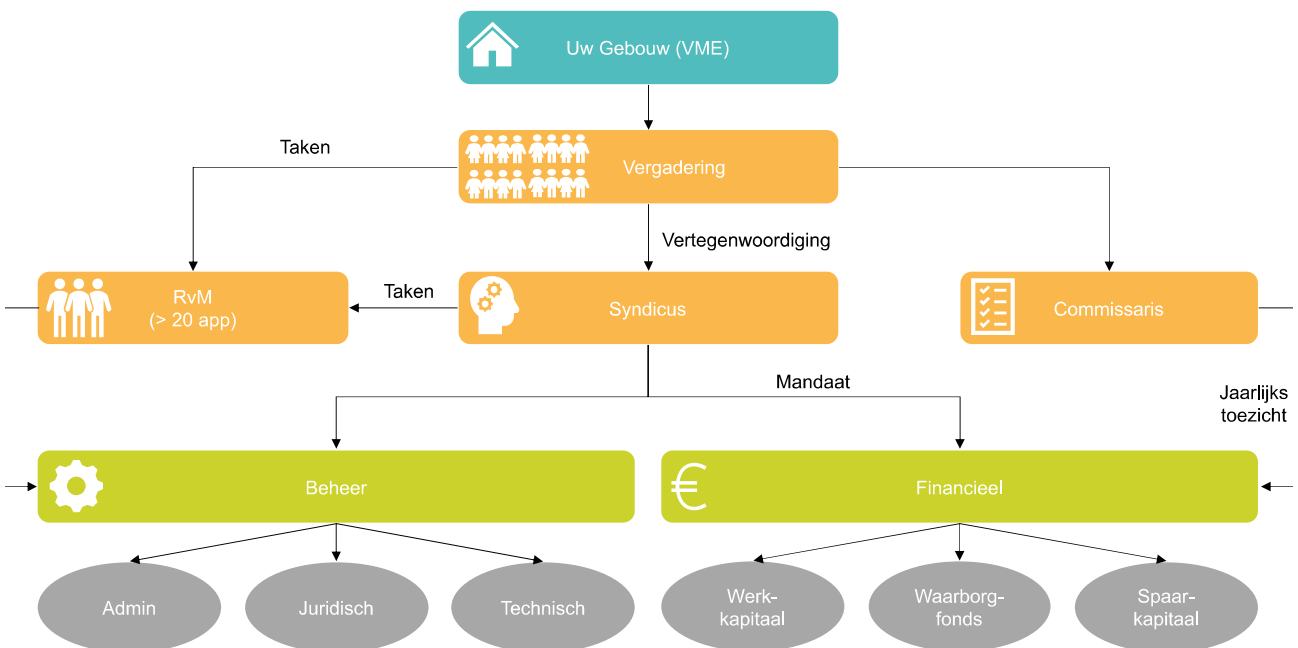 Uw Gebouw (VME)
Taken
Vergadering
Vertegenwoordiging
RvM
(> 20 app)
Taken
Syndicus
Commissaris
Mandaat
Jaarlijks
toezicht
Beheer
€
Financieel
Admin
Juridisch
Technisch
Werk-
kapitaal
Waarborg-
fonds
Spaar-
kapitaal